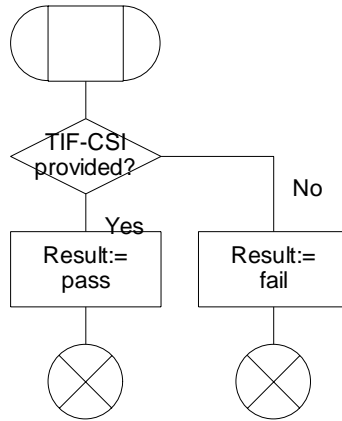 TIF-CSI
provided?
No
Yes
Result:=
pass
Result:=
fail